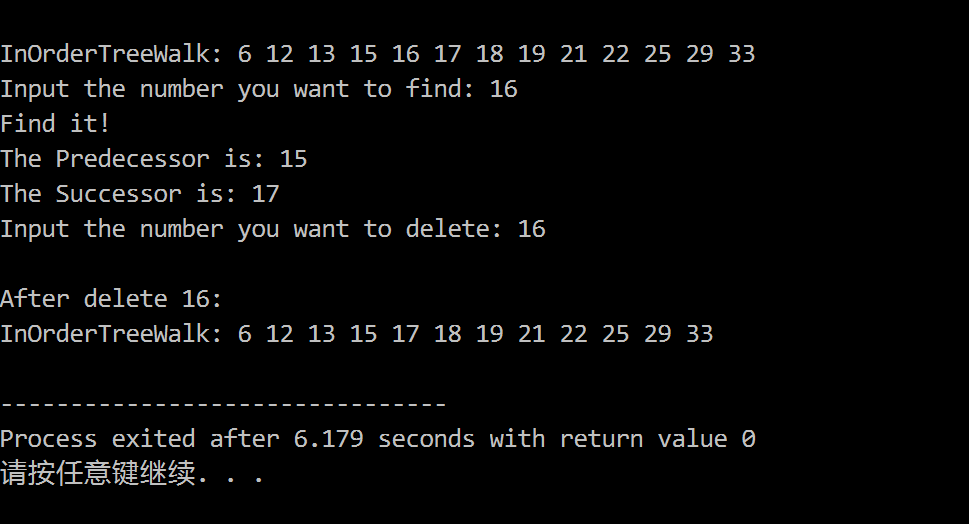 InOrderTreeWalk: 6 12 13 15 16 17 18 19 21 22 25 29 33
Input the number you want to find: 16
Find it!
The Predecessor is: 15
The Successor is: 17
Input the number you want to delete: 16
After delete 16:
InOrderTreeWalk: 6 12 13 15 17 18 19 21 22 25 29 33
--------------------------------
Process exited after 6.179 seconds with return value 0
请按任意键继续. . .